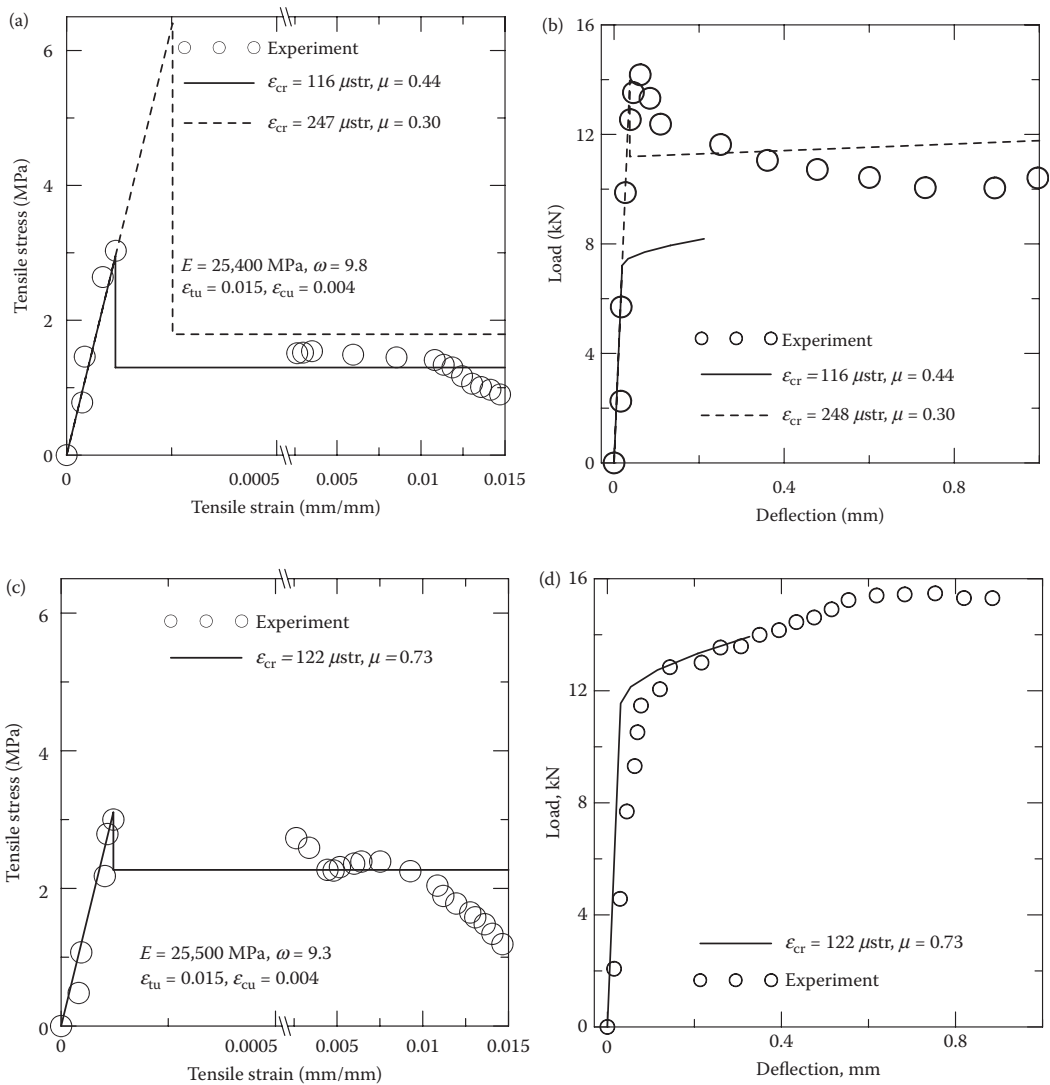 (a)
6
4
2
0
Tensile stress (MPa)
Experiment
εcr = 116 μstr, μ = 0.44
εcr = 247 μstr, μ = 0.30
E = 25,400 MPa, ω = 9.8
εtu = 0.015, εcu = 0.004
0
0.0005
0.005
0.01
0.015
Tensile strain (mm/mm)
(b)
16
12
8
4
0
Load (kN)
Experiment
εcr = 116 μstr, μ = 0.44
εcr = 248 μstr, μ = 0.30
0
0.4
0.8
Deflection (mm)
(c)
6
4
2
0
Tensile stress (MPa)
Experiment
εcr = 122 μstr, μ = 0.73
E = 25,500 MPa, ω = 9.3
εtu = 0.015, εcu = 0.004
0
0.0005
0.005
0.01
0.015
Tensile strain (mm/mm)
(d)
16
12
8
4
0
Load, kN
εcr = 122 μstr, μ = 0.73
Experiment
0
0.4
0.8
Deflection, mm